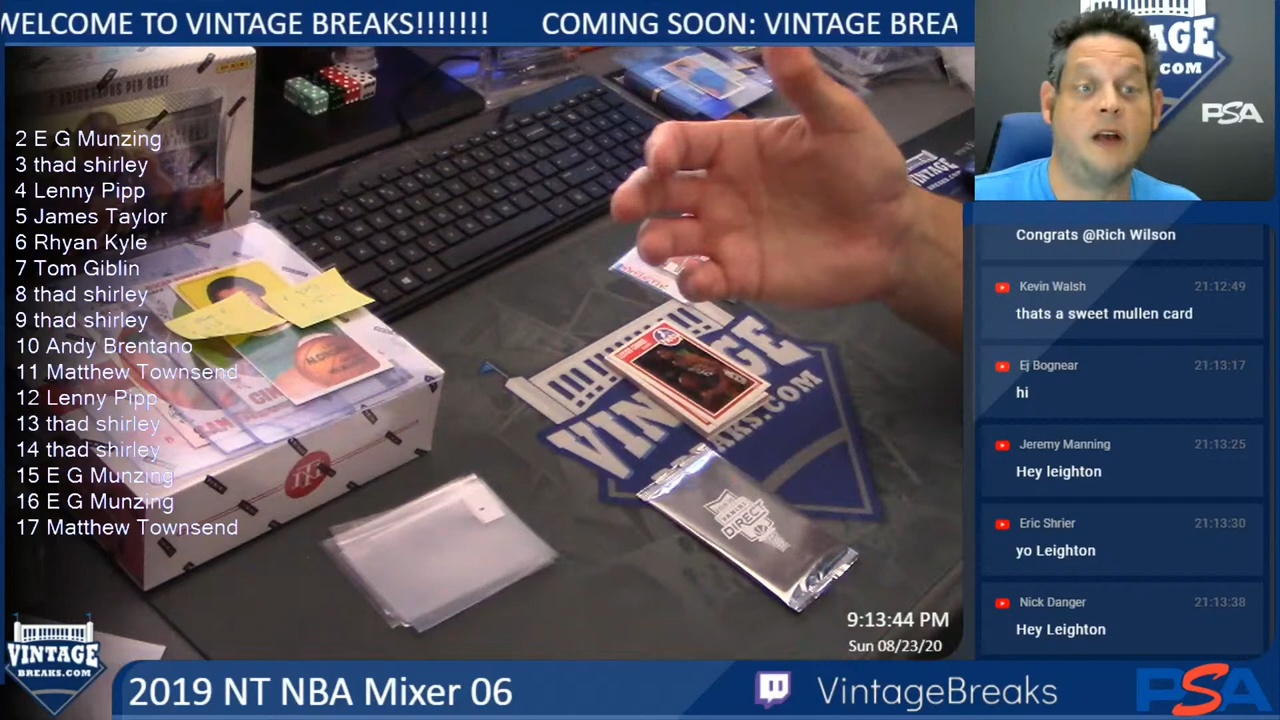 WELCOME TO VINTAGE BREAKS!!!!!!! COMING SOON: VINTAGE BREA
2 E G Munzing
3 thad shirley
4 Lenny Pipp
5 James Taylor
6 Rhyan Kyle
7 Tom Giblin
8 thad shirley
9 thad shirley
10 Andy Brentano
11 Matthew Townsend
12 Lenny Pipp
13 thad shirley
14 thad shirley
15 E G Munzing
16 E G Munzing
17 Matthew Townsend
VINTAGE
BREAKS.COM
PANINI
DIRECT
9:13:44 PM
Sun 08/23/20
PSA
Congrats @Rich Wilson
Kevin Walsh 21:12:49
thats a sweet mullen card
Ej Bognear 21:13:17
hi
Jeremy Manning 21:13:25
Hey leighton
Eric Shrier 21:13:30
yo Leighton
Nick Danger 21:13:38
Hey Leighton
VINTAGE
BREAKS.COM
2019 NT NBA Mixer 06
VintageBreaks
PSA